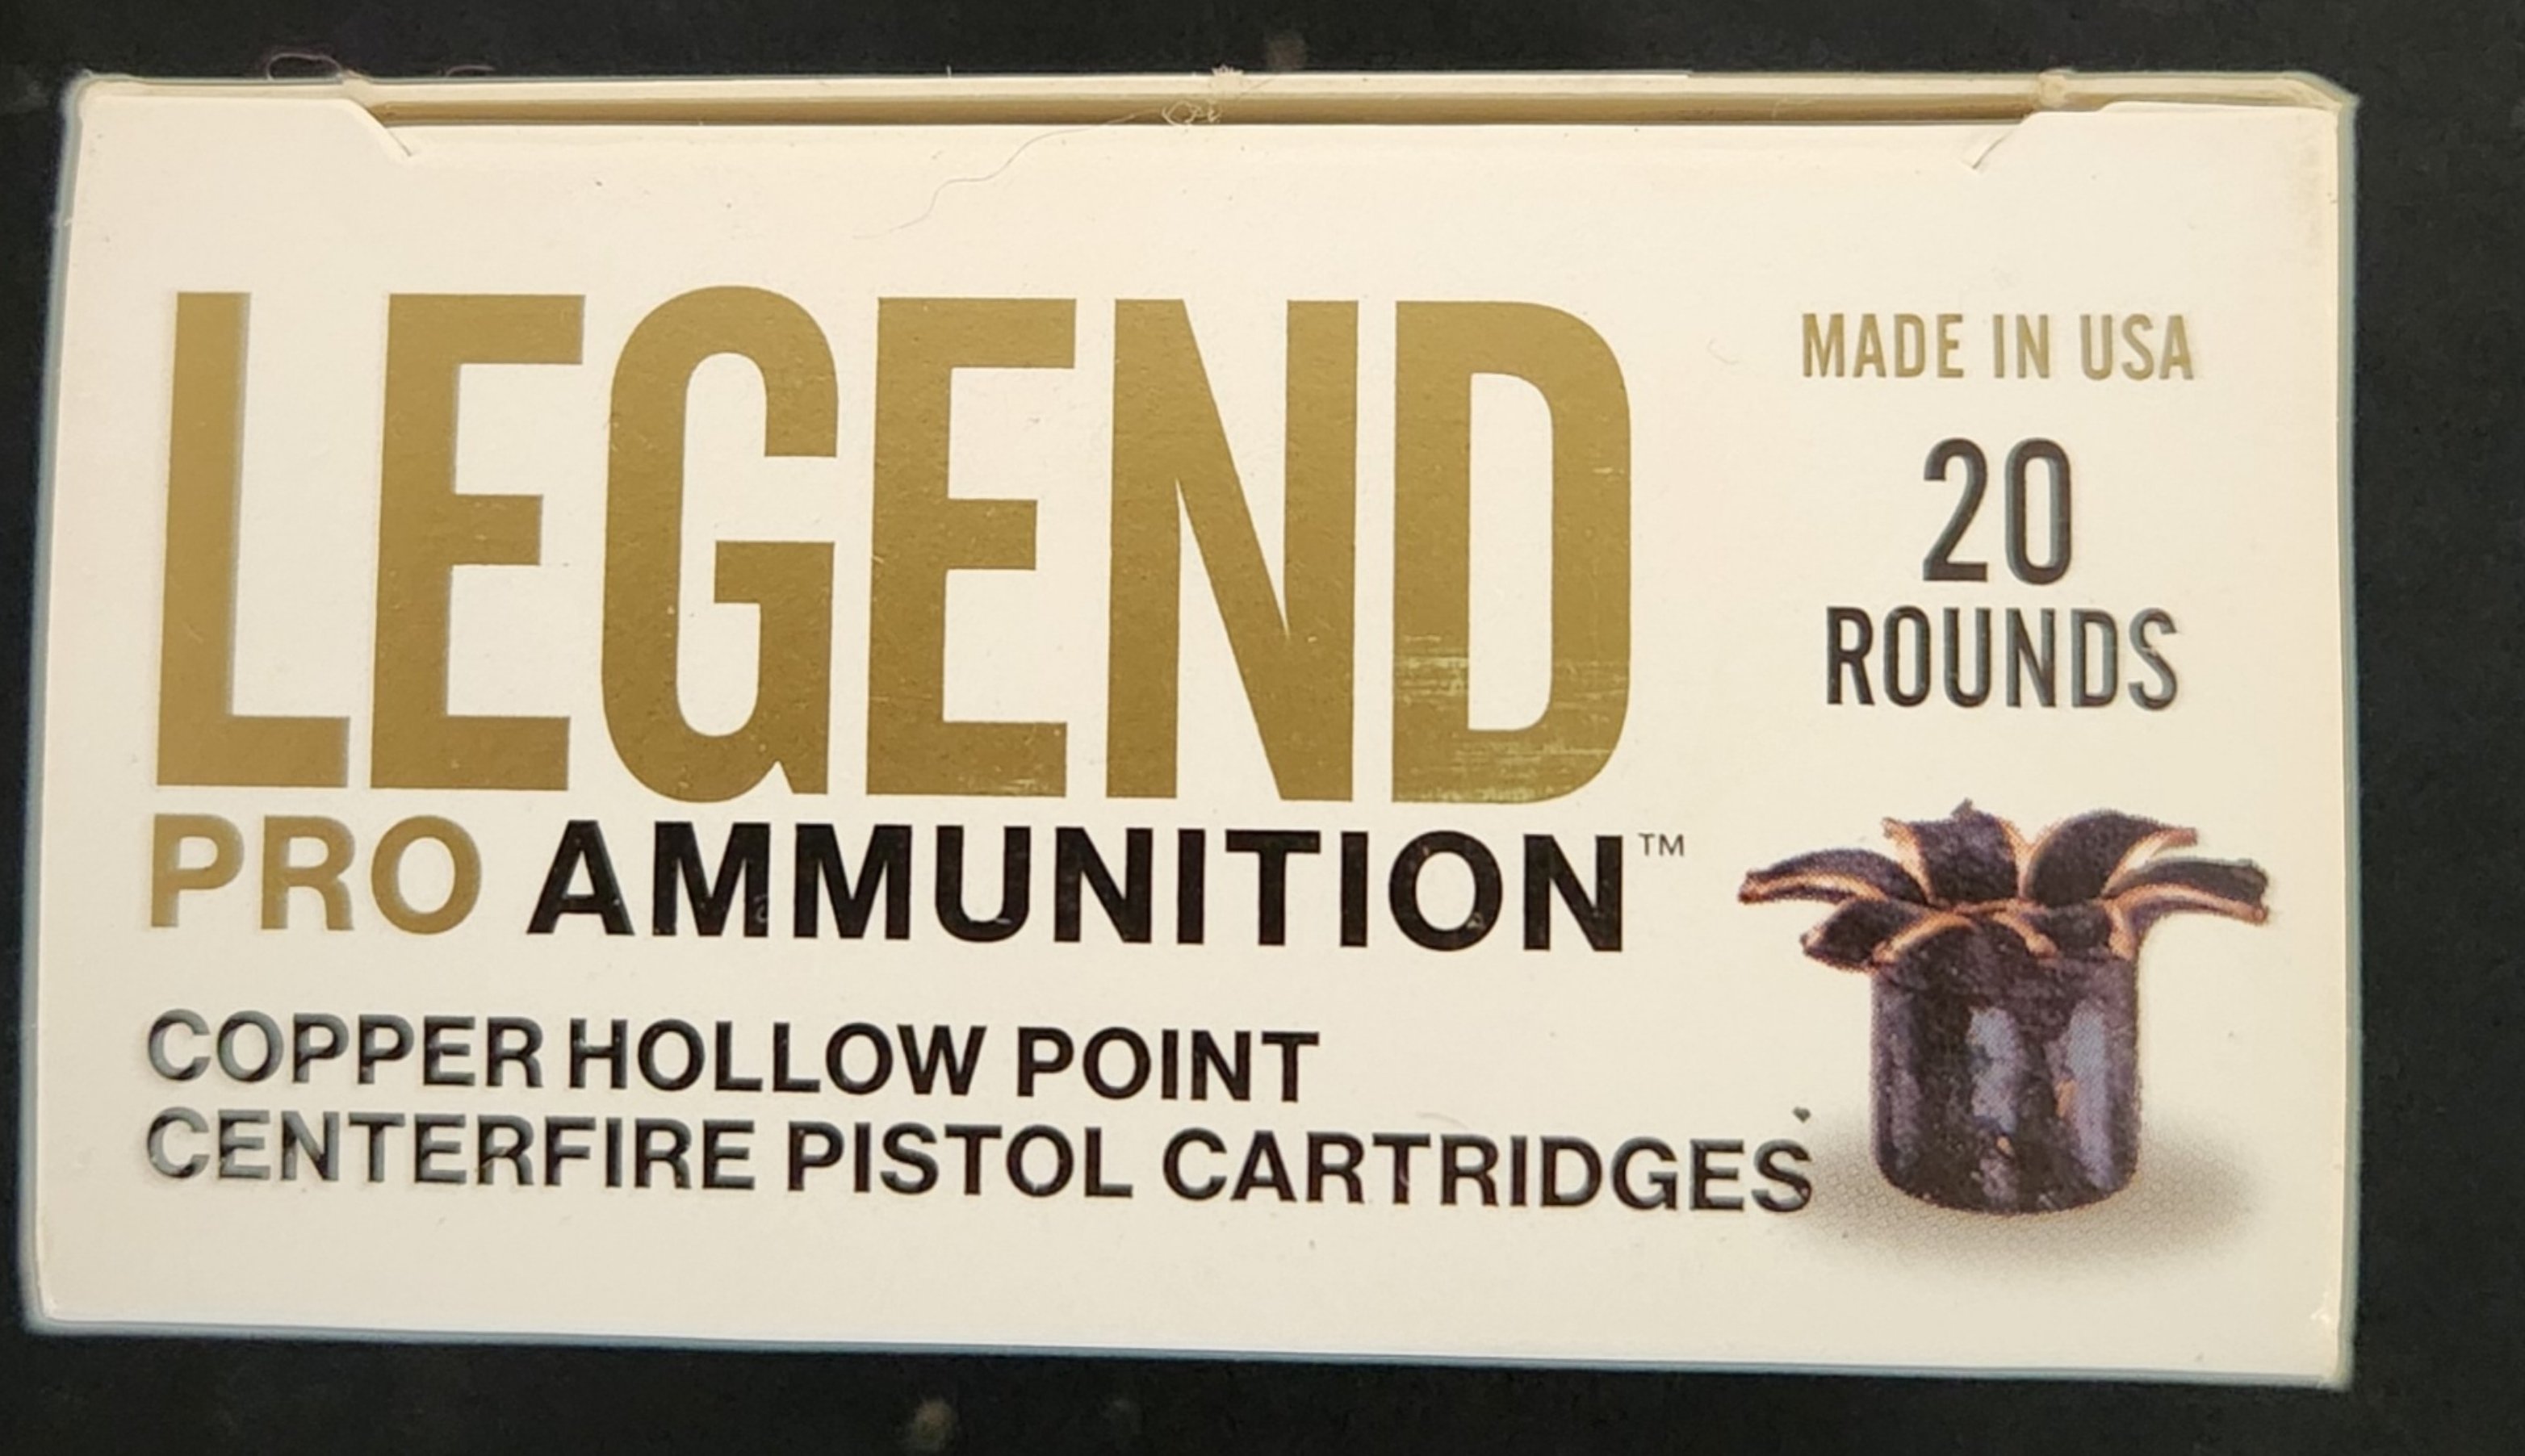 LEGEND
PRO AMMUNITION™
COPPER HOLLOW POINT
CENTERFIRE PISTOL CARTRIDGES
MADE IN USA
20
ROUNDS